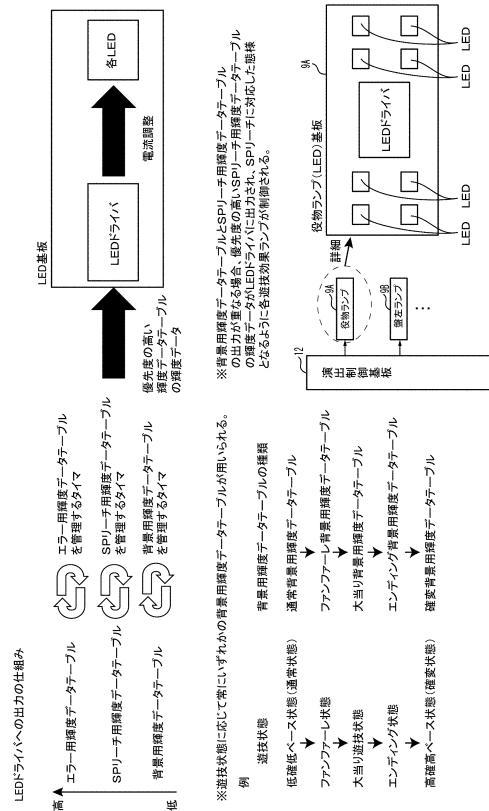 LEDドライバへの出力の仕組み
高
エラー用輝度データテーブル
SPリーチ用輝度データテーブル
背景用輝度データテーブル
低
エラー用輝度データテーブル
を管理するタイマ
SPリーチ用輝度データテーブル
を管理するタイマ
背景用輝度データテーブル
を管理するタイマ
優先度の高い
輝度データテーブル
の輝度データ
LED基板
LEDドライバ
電流調整
各LED
※背景用輝度データテーブルとSPリーチ用輝度データテーブル
の出力が重なる場合、優先度の高いSPリーチ用輝度データテーブル
の輝度データがLEDドライバに出力され、SPリーチに対応した態様
となるように各遊技効果ランプが制御される。
※遊技状態に応じて常にいずれかの背景用輝度データテーブルが用いられる。
例
遊技状態
背景用輝度データテーブルの種類
低確低ベース状態(通常状態)
通常背景用輝度データテーブル
ファンファーレ状態
ファンファーレ背景用輝度データテーブル
大当り遊技状態
大当り背景用輝度データテーブル
エンディング状態
エンディング背景用輝度データテーブル
高確高ベース状態(確変状態)
確変背景用輝度データテーブル
12
演出制御基板
9A
役物ランプ
9B
盤左ランプ
⋯
詳細
役物ランプ(LED)基板
9A
LEDドライバ
LED
LED
LED
LED
LED
LED
LED
LED